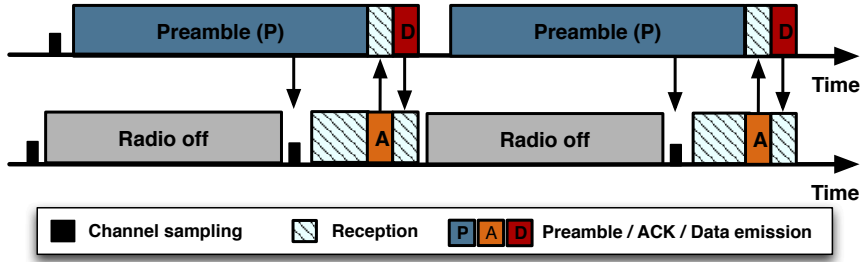 Preamble (P) D Preamble (P) D
Time
Radio off A Radio off A
Time
Channel sampling Reception P A D Preamble / ACK / Data emission